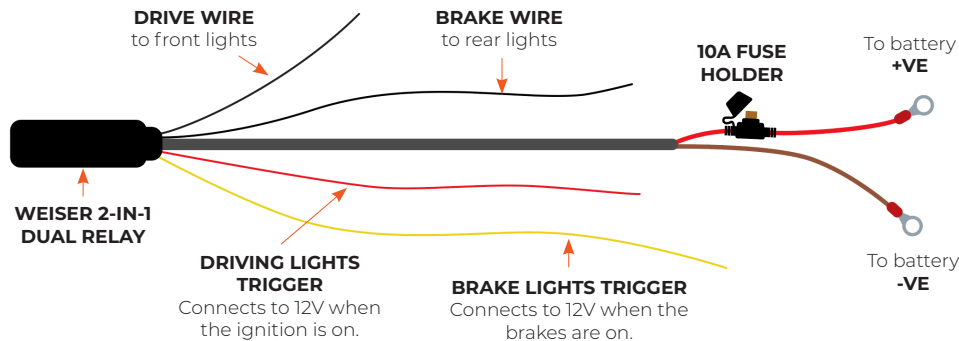 DRIVE WIRE
to front lights
BRAKE WIRE
to rear lights
10A FUSE
HOLDER
To battery
+VE
WEISER 2-IN-1
DUAL RELAY
DRIVING LIGHTS
TRIGGER
Connects to 12V when
the ignition is on.
BRAKE LIGHTS TRIGGER
Connects to 12V when the
brakes are on.
To battery
-VE